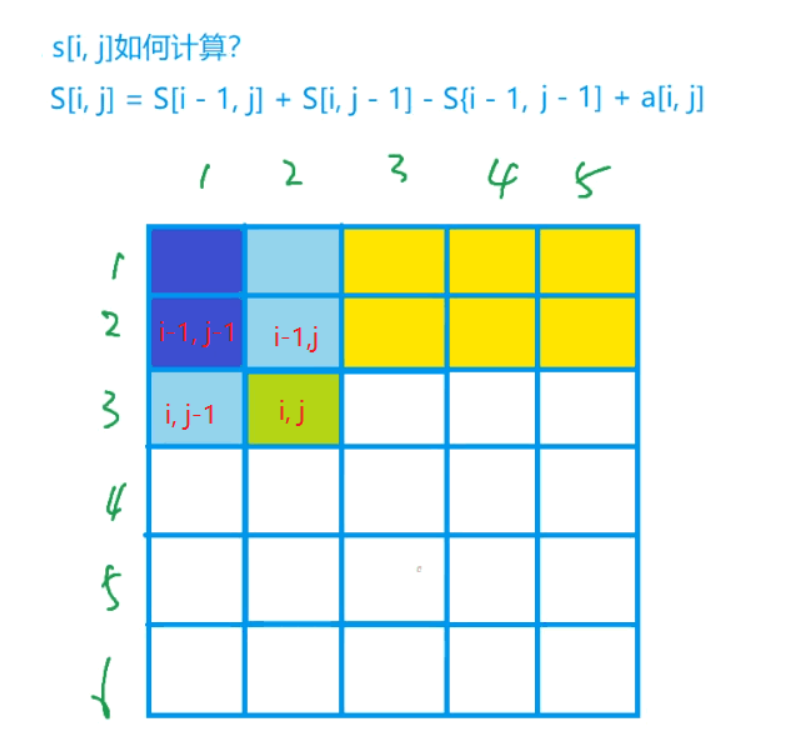 s[i, j]如何计算?
S[i, j] = S[i - 1, j] + S[i, j - 1] - S{i - 1, j - 1] + a[i, j]
1 2 3 4 5
1
2 i-1, j-1 i-1,j
3 i, j-1 i, j
4
5